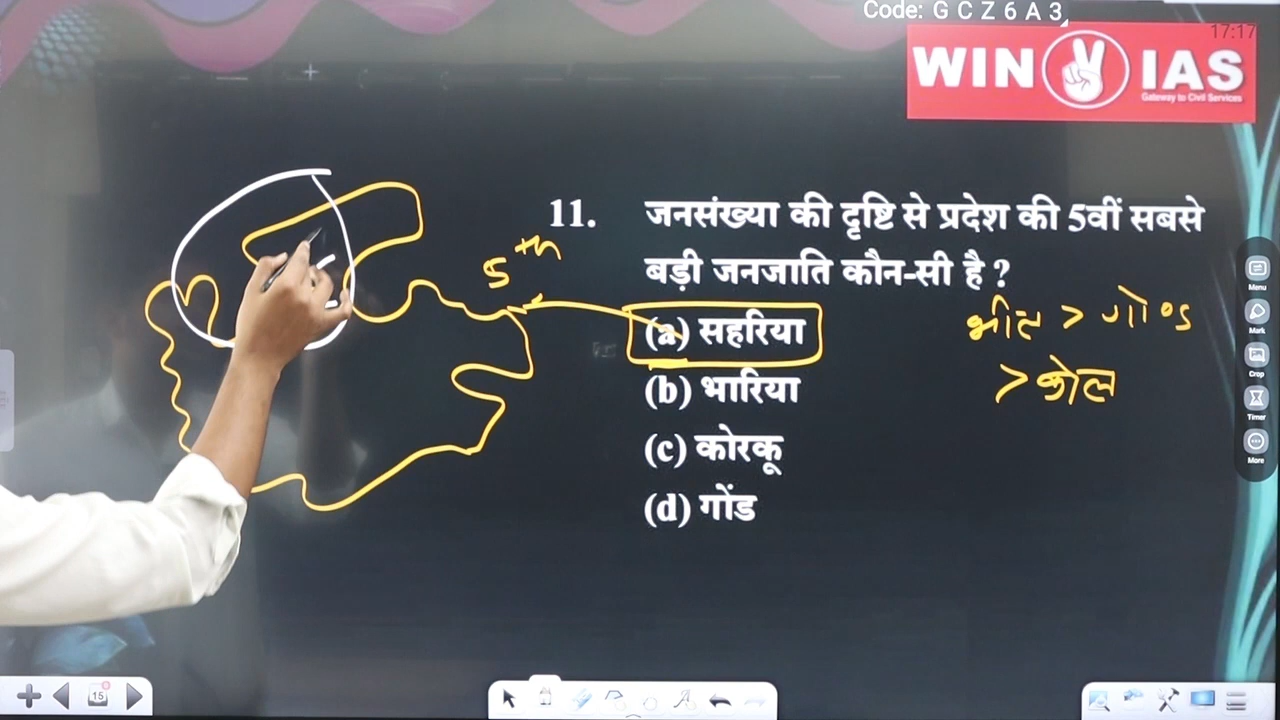 Code: G C Z 6 A 3
17:17
WIN IAS
Gateway to Civil Services
11. जनसंख्या की दृष्टि से प्रदेश की 5वीं सबसे
बड़ी जनजाति कौन-सी है ?
5th
(a) सहरिया
(b) भारिया
(c) कोरकू
(d) गोंड
भील > गोण्ड
> कोल
Menu
Mark
Crop
Timer
More
15